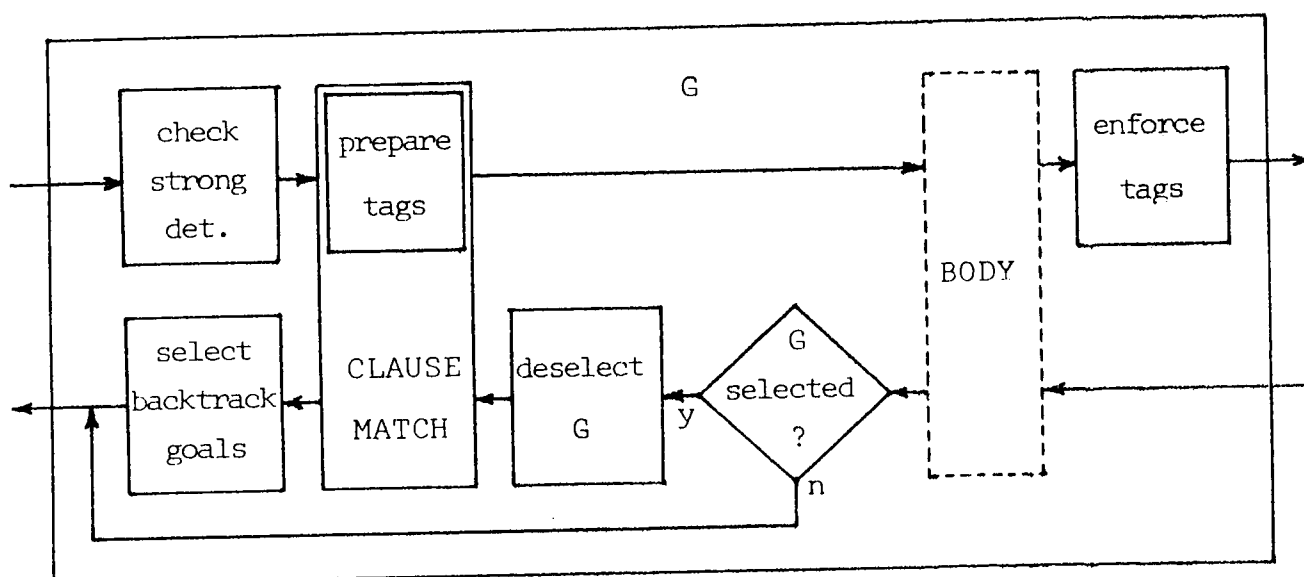 G
check
strong
det.
prepare
tags
enforce
tags
BODY
select
backtrack
goals
CLAUSE
MATCH
deselect
G
y
G
selected
?
n